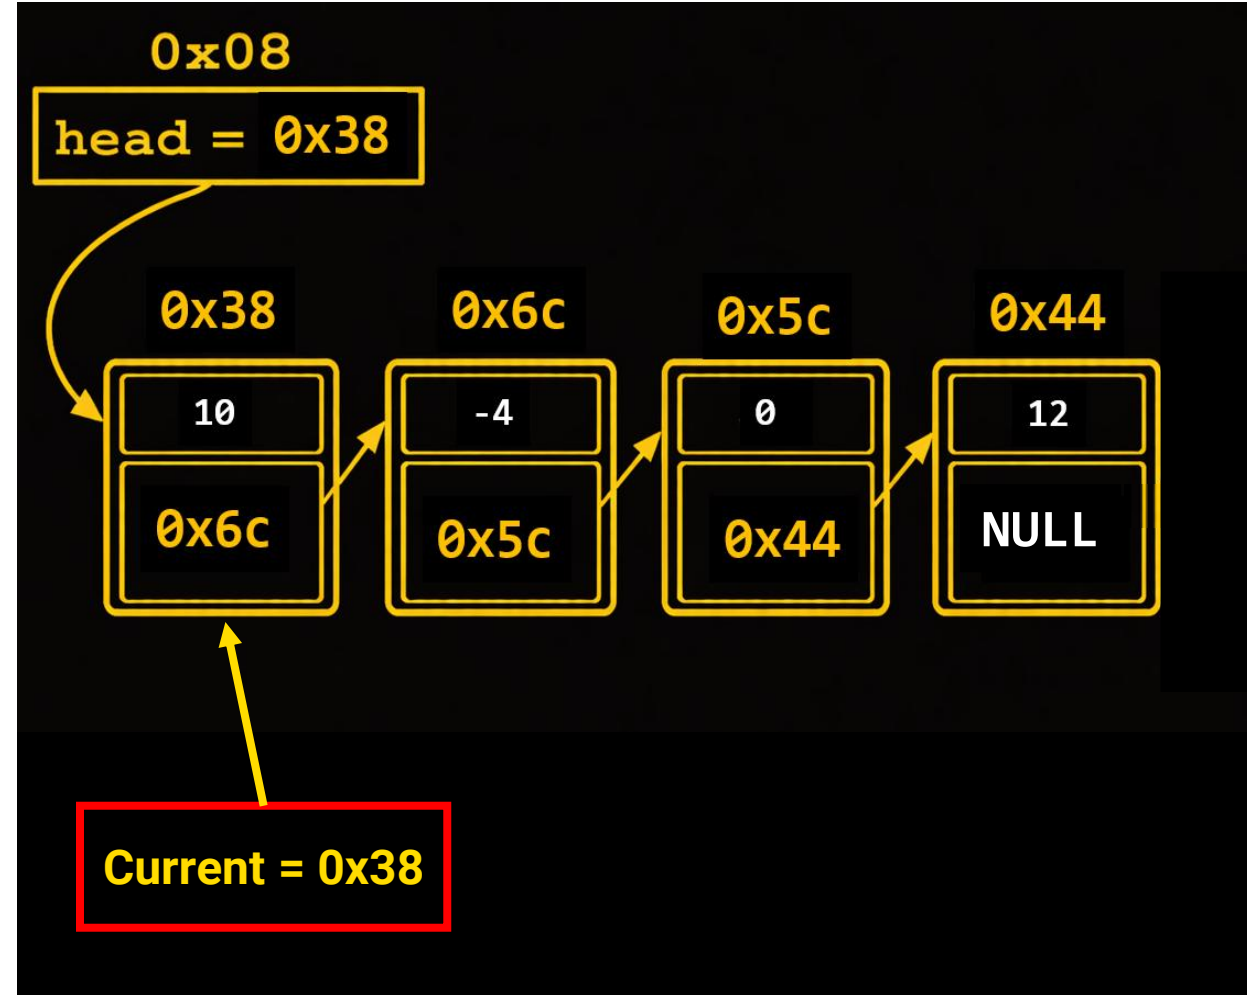 0x08
head = 0x38
0x38 0x6c 0x5c 0x44
10 -4 0 12
0x6c 0x5c 0x44 NULL
Current = 0x38